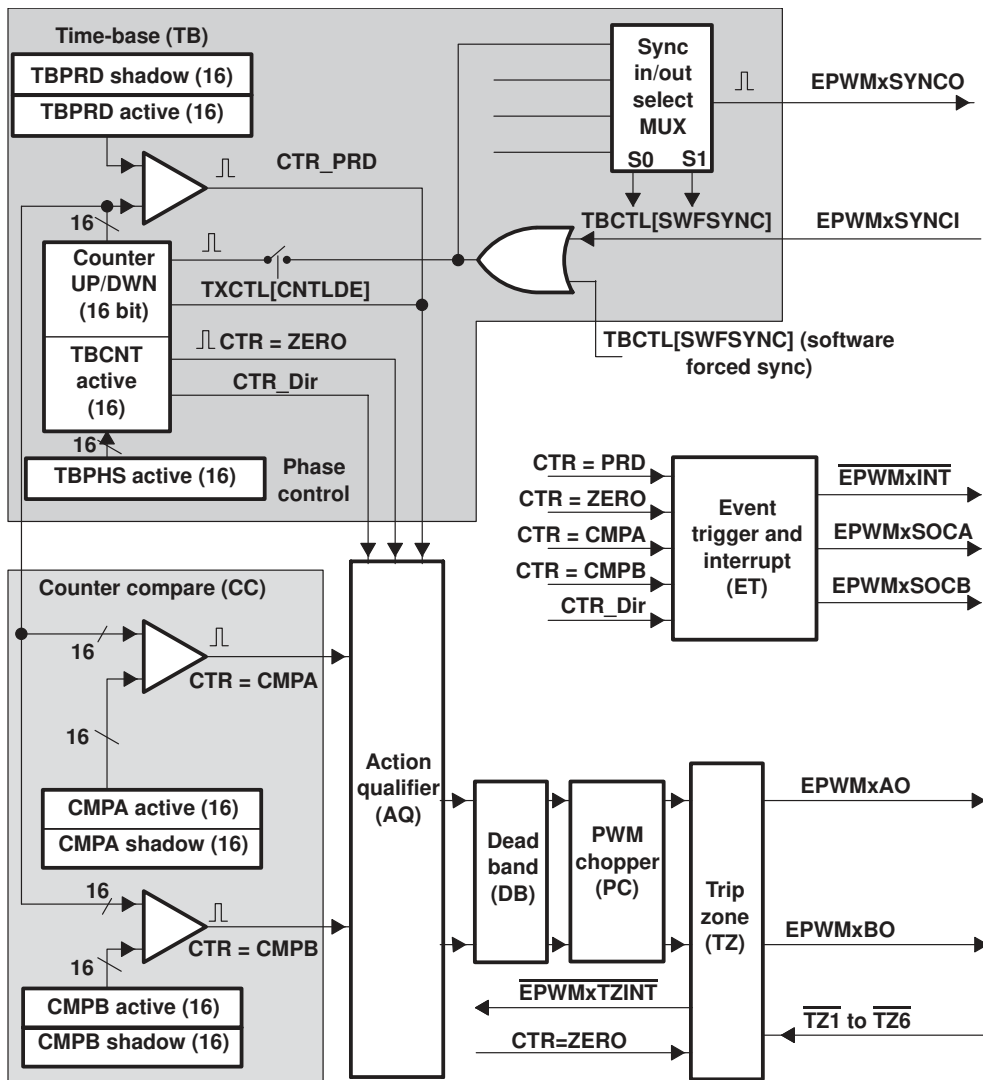 Time-base (TB)
TBPRD shadow (16)
TBPRD active (16)
CTR_PRD
16
Counter
UP/DWN
(16 bit)
TBCNT
active
(16)
TXCTL[CNTLDE]
CTR = ZERO
CTR_Dir
16
TBPHS active (16)
Phase
control
Sync
in/out
select
MUX
S0 S1
EPWMxSYNCO
TBCTL[SWFSYNC]
EPWMxSYNCI
TBCTL[SWFSYNC] (software
forced sync)
CTR = PRD
CTR = ZERO
CTR = CMPA
CTR = CMPB
CTR_Dir
Event
trigger and
interrupt
(ET)
EPWMxINT
EPWMxSOCA
EPWMxSOCB
Counter compare (CC)
16
CTR = CMPA
16
CMPA active (16)
CMPA shadow (16)
16
CTR = CMPB
16
CMPB active (16)
CMPB shadow (16)
Action
qualifier
(AQ)
Dead
band
(DB)
PWM
chopper
(PC)
Trip
zone
(TZ)
EPWMxAO
EPWMxBO
EPWMxTZINT
TZ1 to TZ6
CTR=ZERO